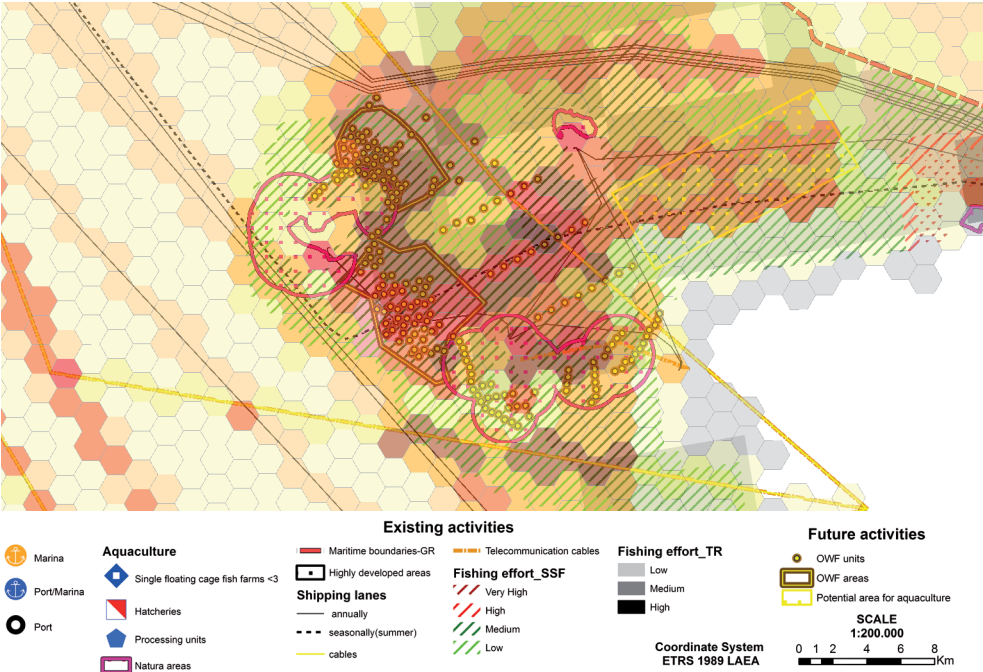 Existing activities
Marina
Port/Marina
Port
Aquaculture
Single floating cage fish farms <3
Hatcheries
Processing units
Natura areas
Maritime boundaries-GR
Highly developed areas
Shipping lanes
annually
seasonally(summer)
cables
Telecommunication cables
Fishing effort_SSF
Very High
High
Medium
Low
Fishing effort_TR
Low
Medium
High
Future activities
OWF units
OWF areas
Potential area for aquaculture
SCALE
1:200.000
0 1 2 4 6 8
Km
Coordinate System
ETRS 1989 LAEA